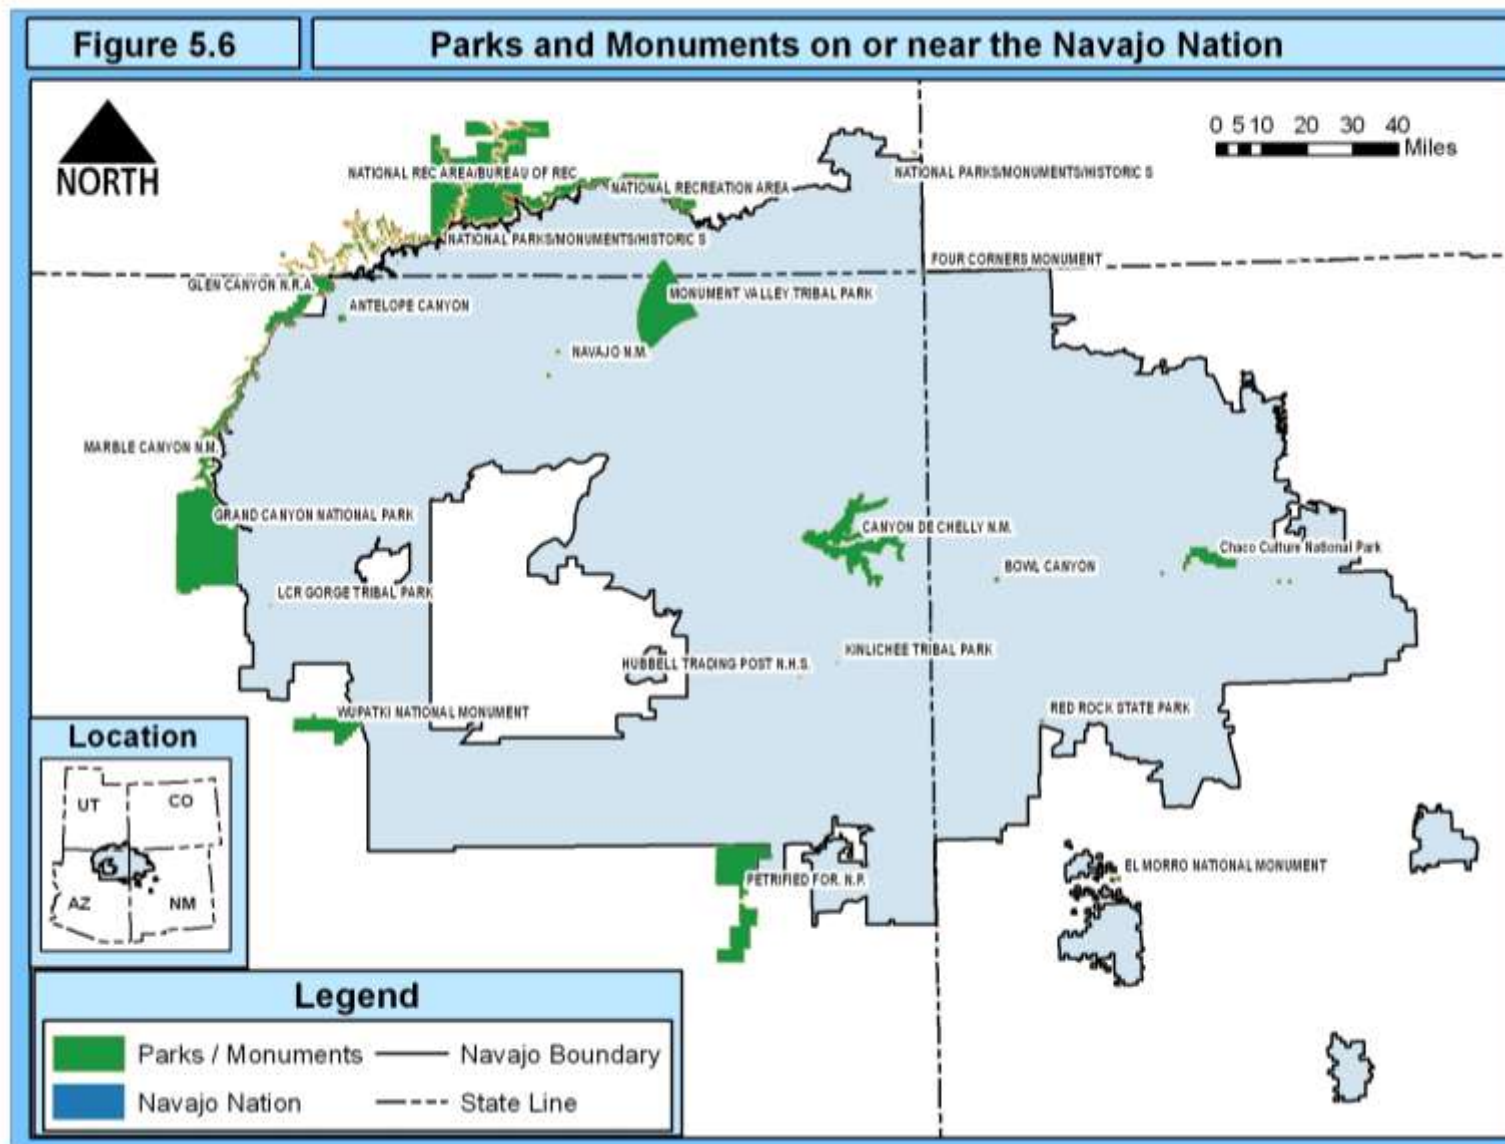 Figure 5.6
Parks and Monuments on or near the Navajo Nation
NORTH
0 5 10 20 30 40
Miles
NATIONAL REC AREA/BUREAU OF REC
NATIONAL RECREATION AREA
NATIONAL PARKS/MONUMENTS/HISTORIC S
NATIONAL PARKS/MONUMENTS/HISTORIC S
FOUR CORNERS MONUMENT
GLEN CANYON N.R.A.
ANTELOPE CANYON
MONUMENT VALLEY TRIBAL PARK
NAVAJO N.M.
MARBLE CANYON N.M.
GRAND CANYON NATIONAL PARK
CANYON DE CHELLY N.M.
Chaco Culture National Park
BOWL CANYON
LCR GORGE TRIBAL PARK
KINLICHEE TRIBAL PARK
HUBBELL TRADING POST N.H.S.
WUPATKI NATIONAL MONUMENT
RED ROCK STATE PARK
EL MORRO NATIONAL MONUMENT
PETRIFIED FOR. N.P.
Location
UT
CO
AZ
NM
Legend
Parks / Monuments
Navajo Boundary
Navajo Nation
State Line